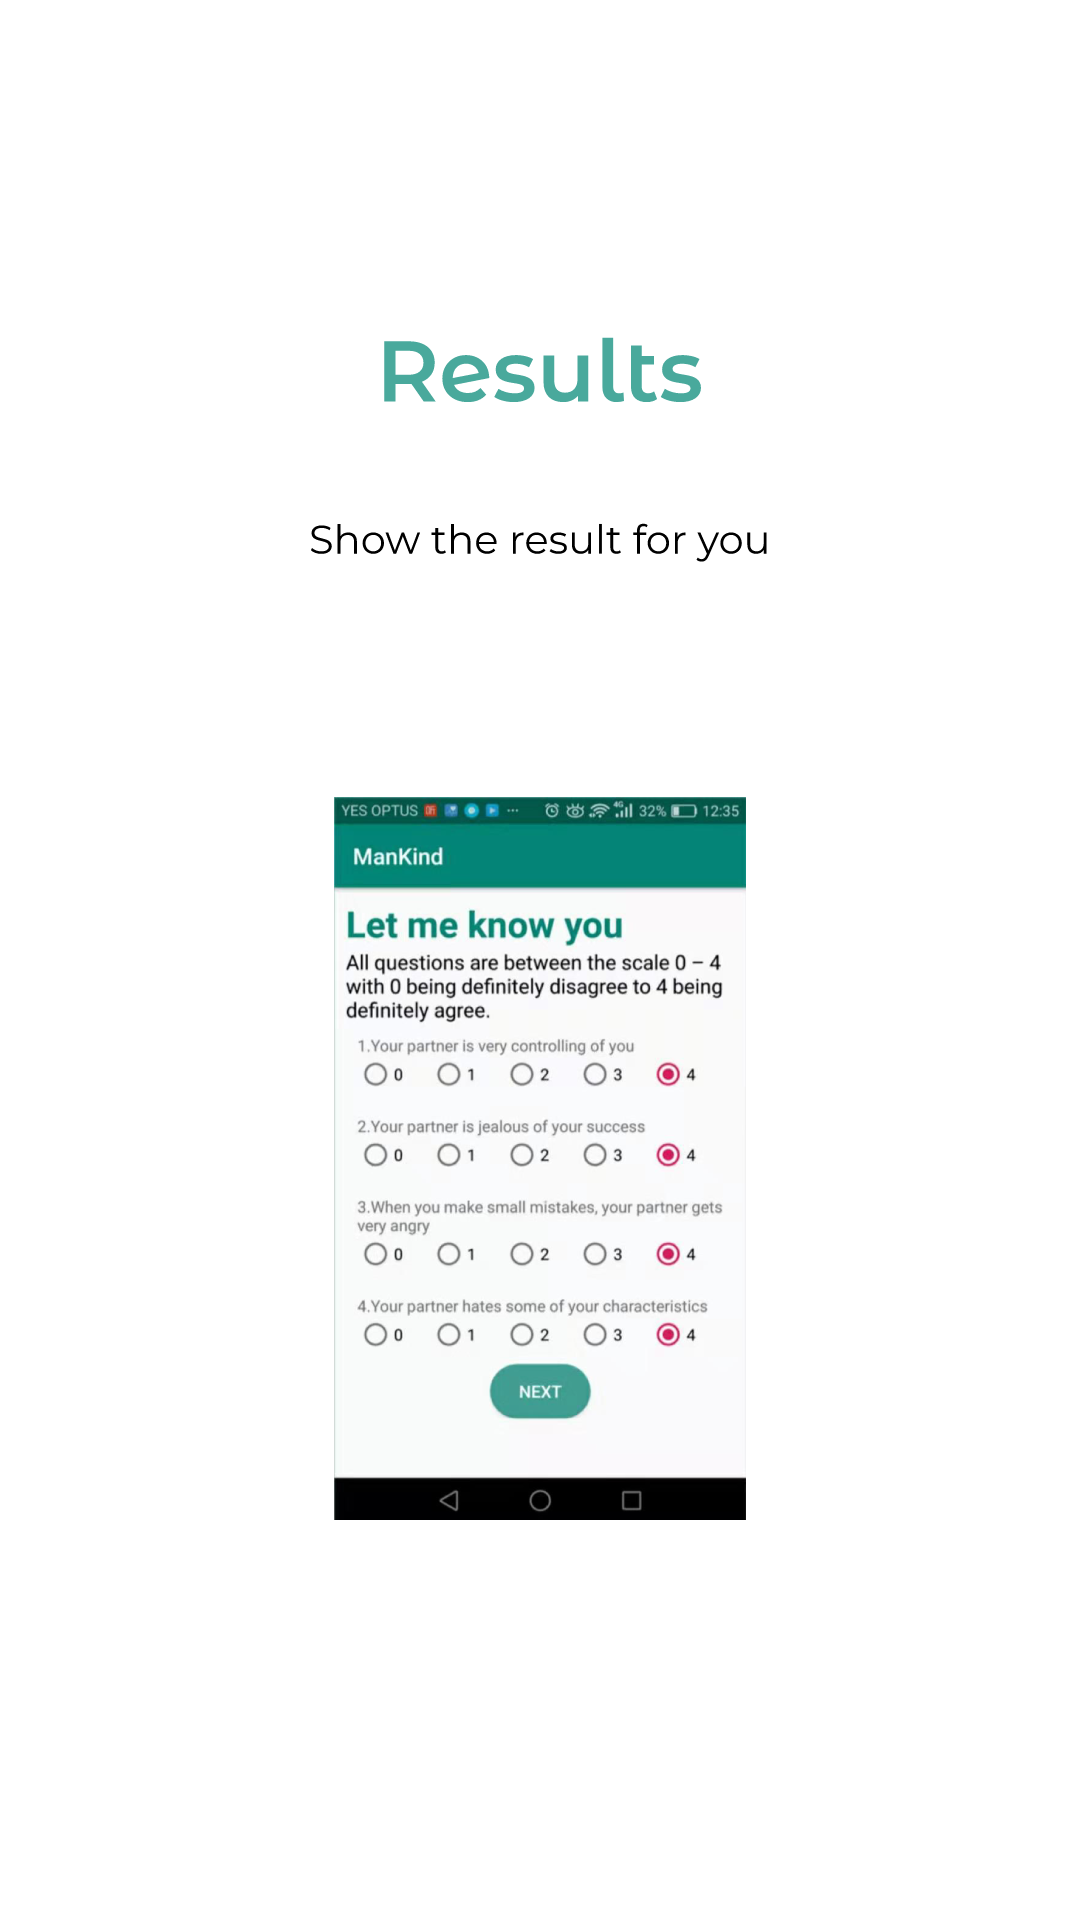 Results
Show the result for you
YES OPTUS 4G 32% 12:35
ManKind
Let me know you
All questions are between the scale 0 – 4
with 0 being definitely disagree to 4 being
definitely agree.
1.Your partner is very controlling of you
0 1 2 3 4
2.Your partner is jealous of your success
0 1 2 3 4
3.When you make small mistakes, your partner gets
very angry
0 1 2 3 4
4.Your partner hates some of your characteristics
0 1 2 3 4
NEXT